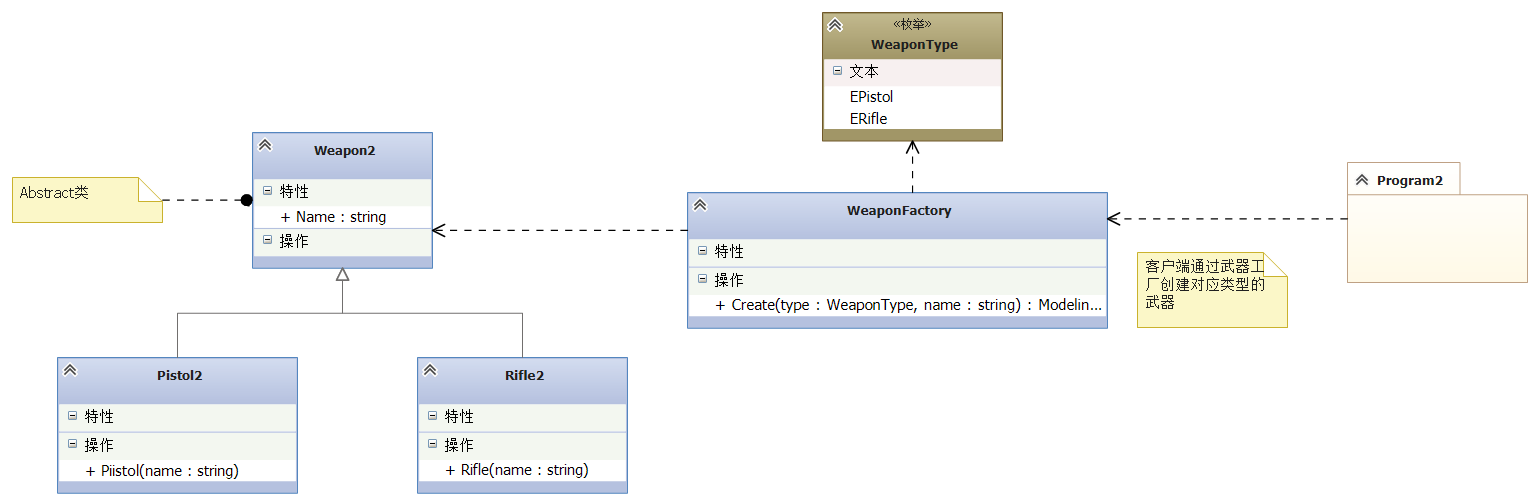 «枚举»
WeaponType
文本
EPistol
ERifle
Weapon2
特性
+ Name : string
操作
Abstract类
WeaponFactory
特性
操作
+ Create(type : WeaponType, name : string) : Modelin...
Program2
客户端通过武器工
厂创建对应类型的
武器
Pistol2
特性
操作
+ Piistol(name : string)
Rifle2
特性
操作
+ Rifle(name : string)